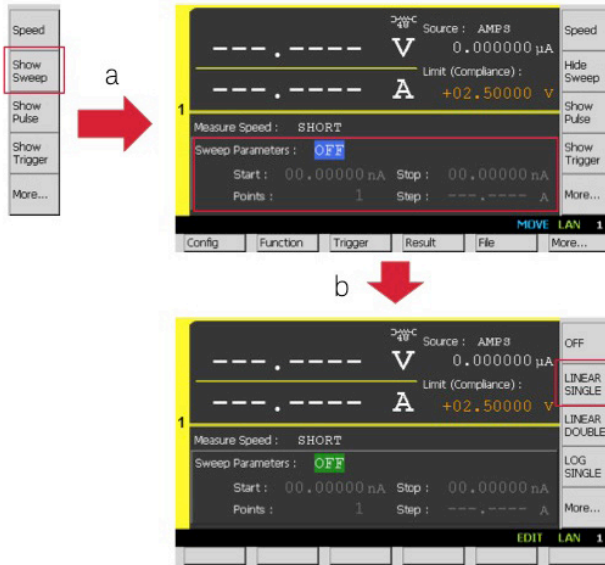 Speed
Show
Sweep
Show
Pulse
Show
Trigger
More...
a
1
---.---- V
Source : AMPS
0.000000 μA
---.---- A
Limit (Compliance) :
+02.50000 V
Measure Speed : SHORT
Sweep Parameters : OFF
Start : 00.00000 nA Stop : 00.00000 nA
Points : 1 Step : ---.---- A
MOVE LAN 1
Speed
Hide
Sweep
Show
Pulse
Show
Trigger
More...
Config Function Trigger Result File More...
b
1
---.---- V
Source : AMPS
0.000000 μA
---.---- A
Limit (Compliance) :
+02.50000 V
Measure Speed : SHORT
Sweep Parameters : OFF
Start : 00.00000 nA Stop : 00.00000 nA
Points : 1 Step : ---.---- A
EDIT LAN 1
OFF
LINEAR
SINGLE
LINEAR
DOUBLE
LOG
SINGLE
More...